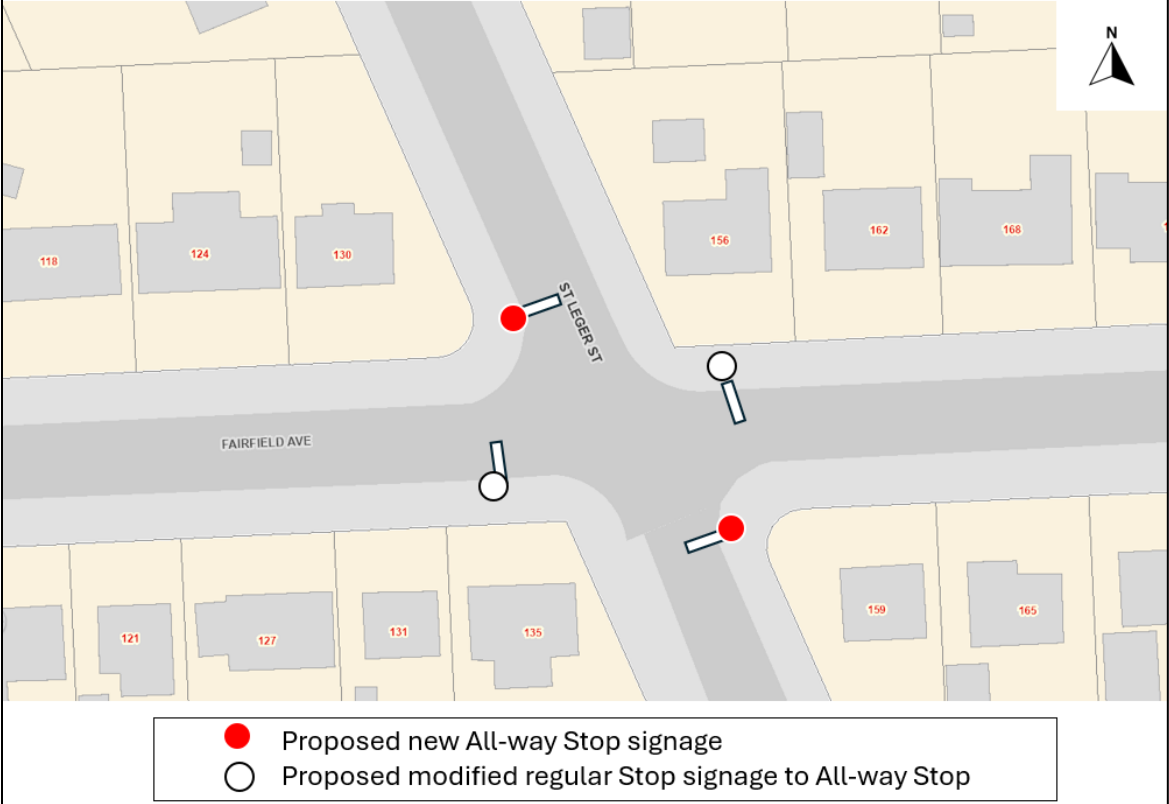 N
ST LEGER ST
118
124
130
156
162
168
FAIRFIELD AVE
121
127
131
135
159
165
Proposed new All-way Stop signage
Proposed modified regular Stop signage to All-way Stop